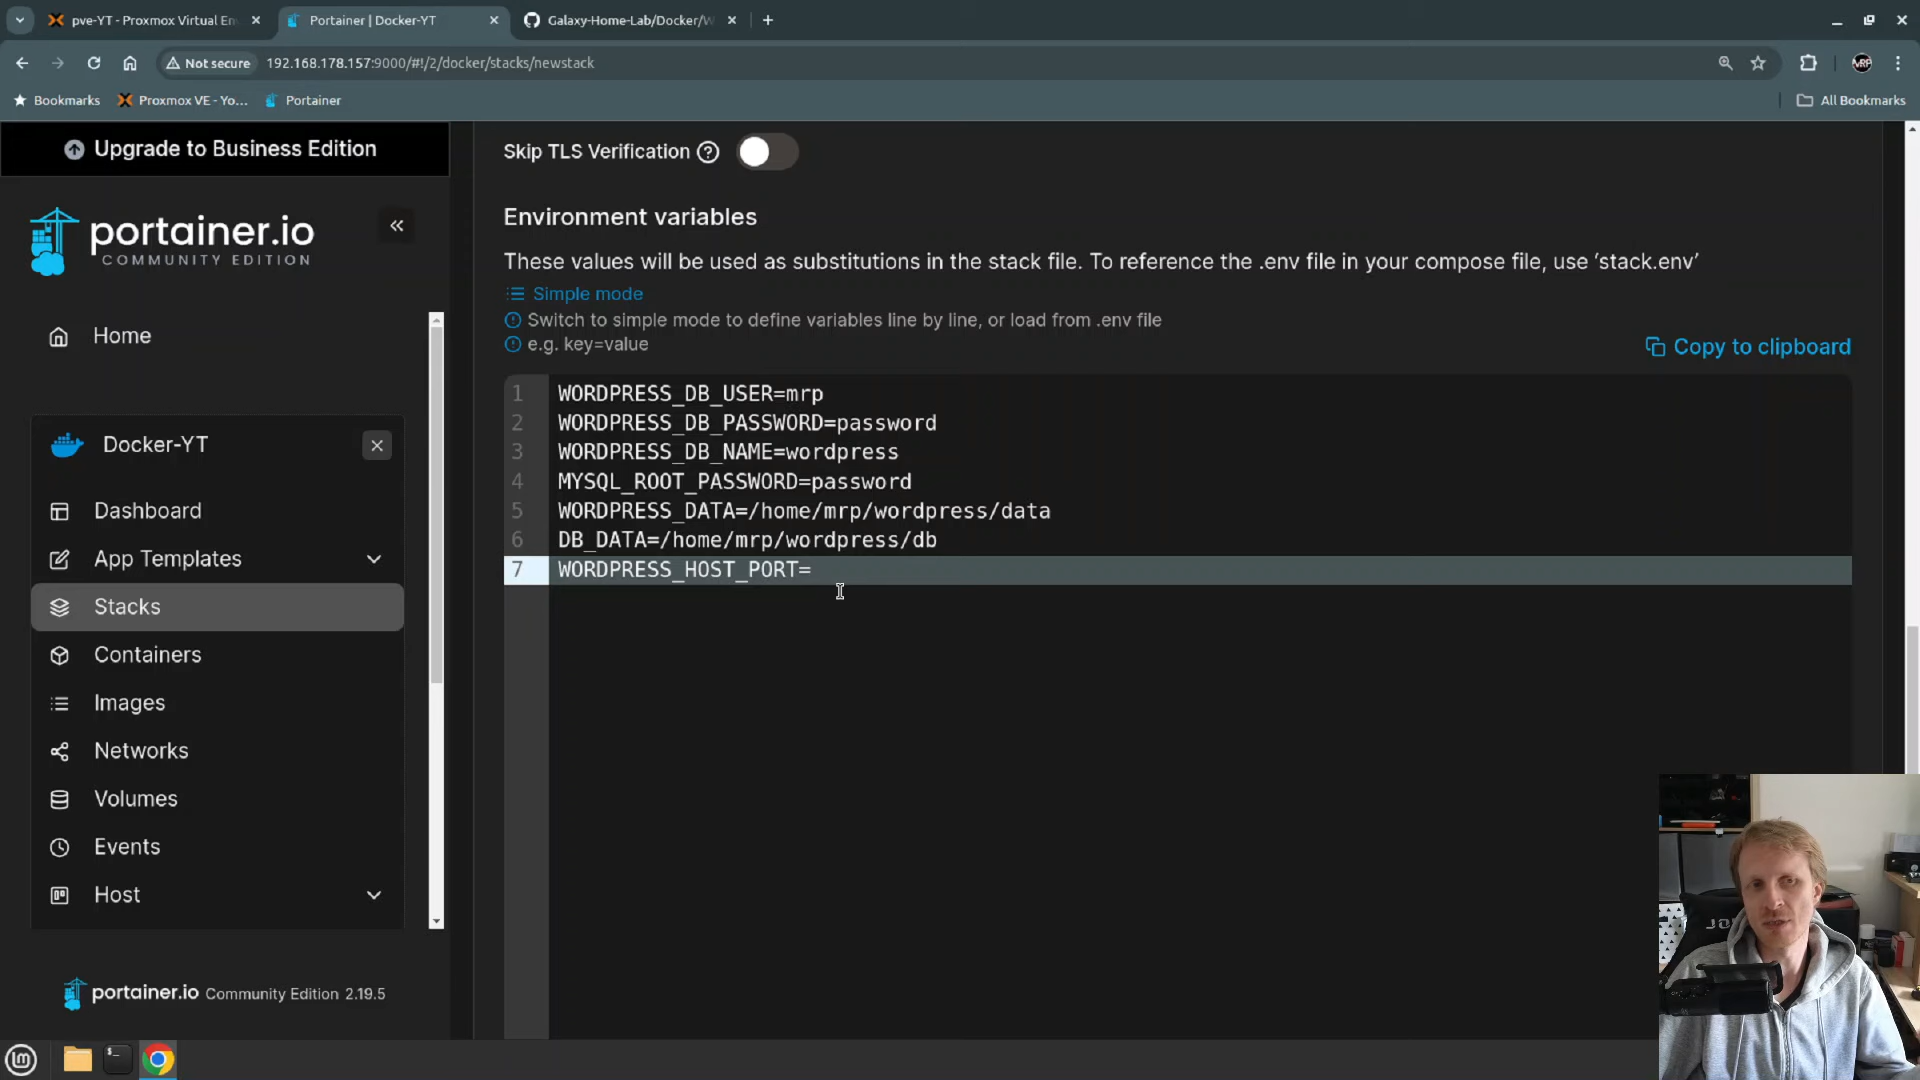 pve-YT - Proxmox Virtual En
Portainer | Docker-YT
Galaxy-Home-Lab/Docker/W
Not secure
192.168.178.157:9000/#!/2/docker/stacks/newstack
Bookmarks
Proxmox VE - Yo...
Portainer
All Bookmarks
Upgrade to Business Edition
portainer.io
COMMUNITY EDITION
Home
Docker-YT
Dashboard
App Templates
Stacks
Containers
Images
Networks
Volumes
Events
Host
portainer.io Community Edition 2.19.5
Skip TLS Verification
Environment variables
These values will be used as substitutions in the stack file. To reference the .env file in your compose file, use ‘stack.env’
Simple mode
Switch to simple mode to define variables line by line, or load from .env file
e.g. key=value
Copy to clipboard
1 WORDPRESS_DB_USER=mrp
2 WORDPRESS_DB_PASSWORD=password
3 WORDPRESS_DB_NAME=wordpress
4 MYSQL_ROOT_PASSWORD=password
5 WORDPRESS_DATA=/home/mrp/wordpress/data
6 DB_DATA=/home/mrp/wordpress/db
7 WORDPRESS_HOST_PORT=